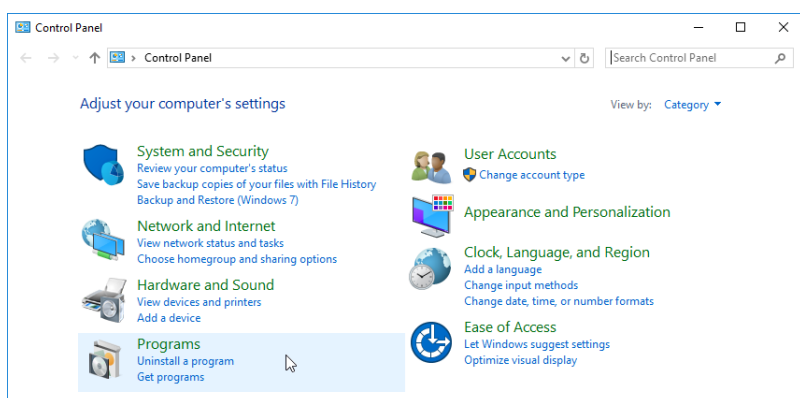 Control Panel
Control Panel
Search Control Panel
Adjust your computer's settings
View by: Category
System and Security
Review your computer's status
Save backup copies of your files with File History
Backup and Restore (Windows 7)
Network and Internet
View network status and tasks
Choose homegroup and sharing options
Hardware and Sound
View devices and printers
Add a device
Programs
Uninstall a program
Get programs
User Accounts
Change account type
Appearance and Personalization
Clock, Language, and Region
Add a language
Change input methods
Change date, time, or number formats
Ease of Access
Let Windows suggest settings
Optimize visual display